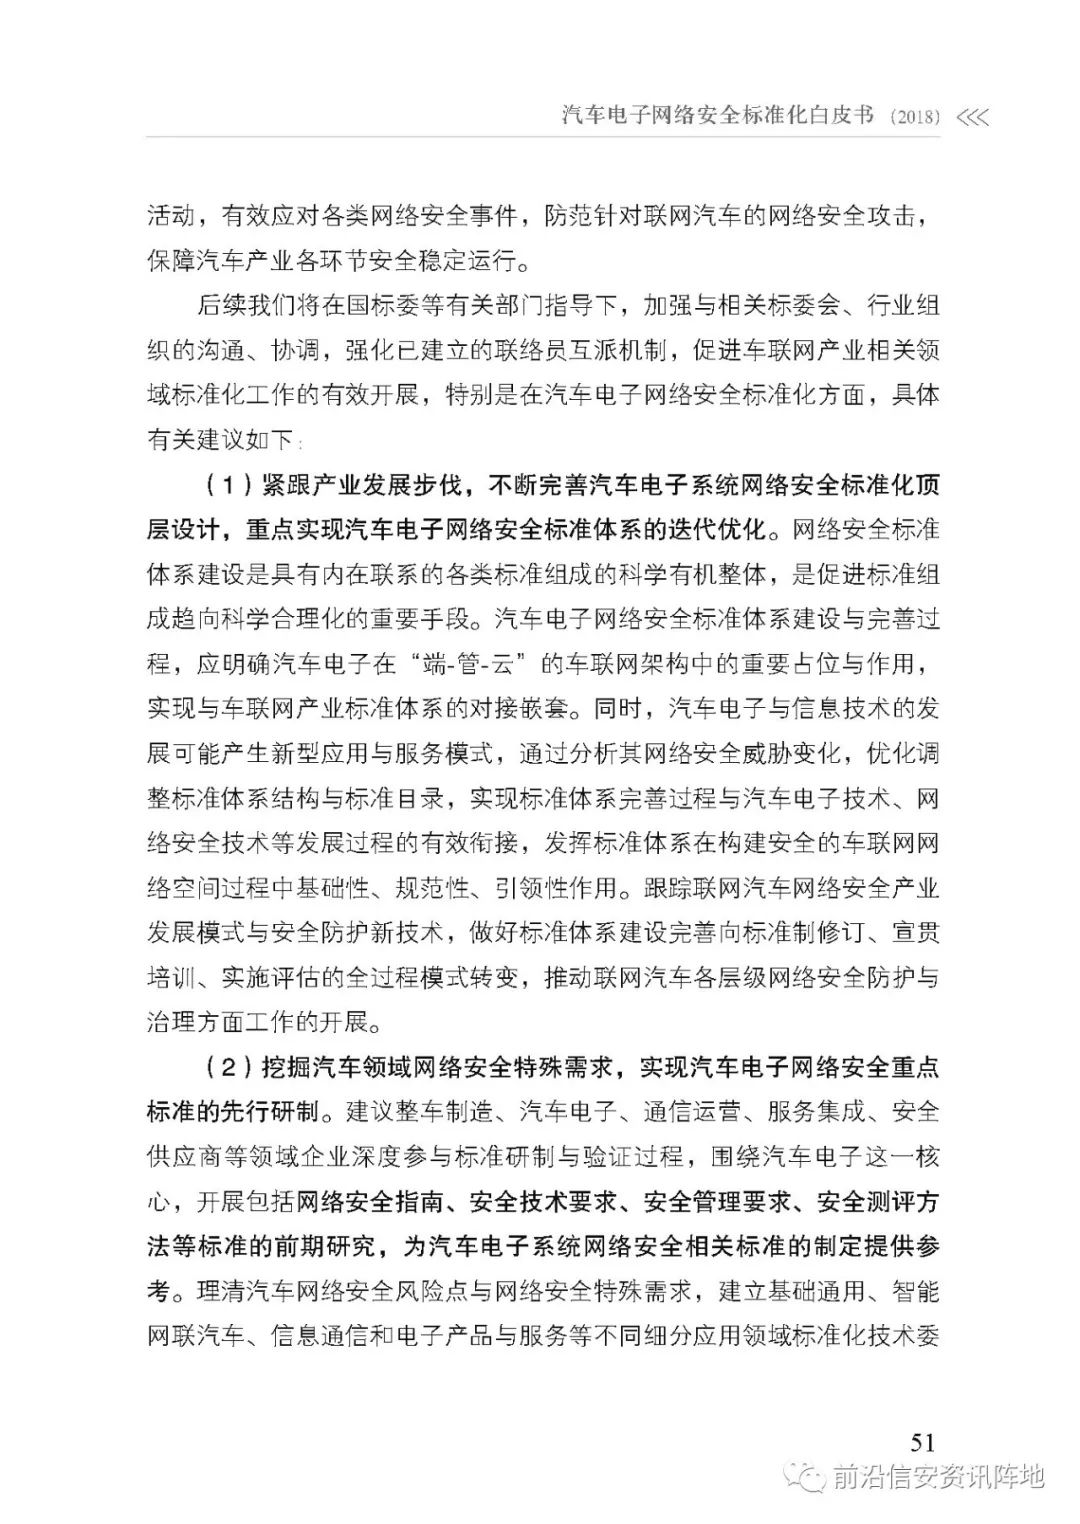 汽车电子网络安全标准化白皮书 (2018)
活动，有效应对各类网络安全事件，防范针对联网汽车的网络安全攻击，
保障汽车产业各环节安全稳定运行。
后续我们将在国标委等有关部门指导下，加强与相关标委会、行业组
织的沟通、协调，强化已建立的联络员互派机制，促进车联网产业相关领
域标准化工作的有效开展，特别是在汽车电子网络安全标准化方面，具体
有关建议如下：
（1）紧跟产业发展步伐，不断完善汽车电子系统网络安全标准化顶
层设计，重点实现汽车电子网络安全标准体系的迭代优化。网络安全标准
体系建设是具有内在联系的各类标准组成的科学有机整体，是促进标准组
成趋向科学合理化的重要手段。汽车电子网络安全标准体系建设与完善过
程，应明确汽车电子在“端-管-云”的车联网架构中的重要占位与作用，
实现与车联网产业标准体系的对接嵌套。同时，汽车电子与信息技术的发
展可能产生新型应用与服务模式，通过分析其网络安全威胁变化，优化调
整标准体系结构与标准目录，实现标准体系完善过程与汽车电子技术、网
络安全技术等发展过程的有效衔接，发挥标准体系在构建安全的车联网网
络空间过程中基础性、规范性、引领性作用。跟踪联网汽车网络安全产业
发展模式与安全防护新技术，做好标准体系建设完善向标准制修订、宣贯
培训、实施评估的全过程模式转变，推动联网汽车各层级网络安全防护与
治理方面工作的开展。
（2）挖掘汽车领域网络安全特殊需求，实现汽车电子网络安全重点
标准的先行研制。建议整车制造、汽车电子、通信运营、服务集成、安全
供应商等领域企业深度参与标准研制与验证过程，围绕汽车电子这一核
心，开展包括网络安全指南、安全技术要求、安全管理要求、安全测评方
法等标准的前期研究，为汽车电子系统网络安全相关标准的制定提供参
考。理清汽车网络安全风险点与网络安全特殊需求，建立基础通用、智能
网联汽车、信息通信和电子产品与服务等不同细分应用领域标准化技术委
51
前沿信安资讯阵地